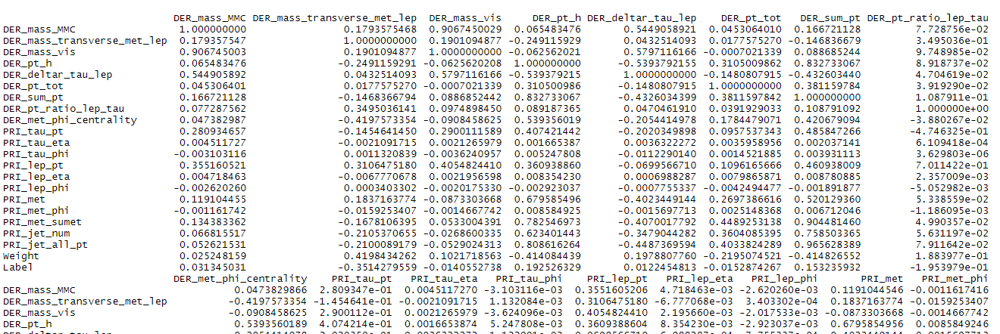 DER_mass_MMC DER_mass_transverse_met_lep DER_mass_vis DER_pt_h DER_deltar_tau_lep DER_pt_tot DER_sum_pt DER_pt_ratio_lep_tau
DER_mass_MMC 1.000000000 0.1793575468 0.9067450029 0.065483476 0.5449058921 0.0453064010 0.166721128 7.728756e-02
DER_mass_transverse_met_lep 0.179357547 1.0000000000 0.1901094877 -0.249115929 0.0432514093 0.0177575270 -0.146836679 3.495036e-01
DER_mass_vis 0.906745003 0.1901094877 1.0000000000 -0.062562021 0.5797116166 -0.0007021339 0.088685244 9.748985e-02
DER_pt_h 0.065483476 -0.2491159291 -0.0625620208 1.000000000 -0.5393792155 0.3105009862 0.832733067 8.918737e-02
DER_deltar_tau_lep 0.544905892 0.0432514093 0.5797116166 -0.539379215 1.0000000000 -0.1480807915 -0.432603440 4.704619e-02
DER_pt_tot 0.045306401 0.0177575270 -0.0007021339 0.310500986 -0.1480807915 1.0000000000 0.381159784 3.919290e-02
DER_sum_pt 0.166721128 -0.1468366794 0.0886852442 0.832733067 -0.4326034399 0.3811597842 1.000000000 1.087911e-01
DER_pt_ratio_lep_tau 0.077287562 0.3495036141 0.0974898450 0.089187365 0.0470461910 0.0391929033 0.108791092 1.000000e+00
DER_met_phi_centrality 0.047382987 -0.4197573354 -0.0908458625 0.539356019 -0.2054414978 0.1784479071 0.420679094 -3.880267e-02
PRI_tau_pt 0.280934657 -0.1454641450 0.2900111589 0.407421442 -0.2020349898 0.0957537343 0.485847266 -4.746325e-01
PRI_tau_eta 0.004511727 -0.0021091715 0.0021265979 0.001665387 0.0036322272 0.0035958956 0.002037141 6.109418e-04
PRI_tau_phi -0.003103116 0.0011320839 -0.0036240957 0.005247808 -0.0112290140 0.0014521885 0.003931113 3.629803e-06
PRI_lep_pt 0.355160521 0.3106475180 0.4054824410 0.360938860 -0.0699566710 0.1096165666 0.460938009 7.011422e-01
PRI_lep_eta 0.004718463 -0.0067770678 0.0021956598 0.008354230 0.0006988287 0.0079865871 0.008780885 2.357009e-03
PRI_lep_phi -0.002620260 0.0003403302 -0.0020175330 -0.002923037 -0.0007755337 -0.0042494477 -0.001891877 -5.052982e-03
PRI_met 0.119104455 0.1837163774 -0.0873303668 0.679585496 -0.4023449144 0.2697386616 0.520129360 5.338559e-02
PRI_met_phi -0.001161742 -0.0159253407 -0.0014667742 0.008584925 -0.0015697713 0.0025148368 0.006712046 -1.186095e-03
PRI_met_sumet 0.134383362 -0.1678106395 0.0533004391 0.782546973 -0.4070017792 0.4489253138 0.904481460 4.990357e-02
PRI_jet_num 0.066815517 -0.2105370655 -0.0268600335 0.623401443 -0.3479044282 0.3604085395 0.758503365 5.631197e-02
PRI_jet_all_pt 0.052621531 -0.2100089179 -0.0529024313 0.808616264 -0.4487369594 0.4033824289 0.965628389 7.911642e-02
Weight 0.025248159 0.4198434262 0.1021718563 -0.414084439 0.1978807760 -0.2195074521 -0.414826552 1.883977e-01
Label 0.031345031 -0.3514279559 -0.0140552738 0.192526329 0.0122454813 -0.0152874267 0.153235932 -1.953979e-01
DER_met_phi_centrality PRI_tau_pt PRI_tau_eta PRI_tau_phi PRI_lep_pt PRI_lep_eta PRI_lep_phi PRI_met PRI_met_phi
DER_mass_MMC 0.0473829866 2.809347e-01 0.0045117270 -3.103116e-03 0.3551605206 4.718463e-03 -2.620260e-03 0.1191044546 -0.0011617416
DER_mass_transverse_met_lep -0.4197573354 -1.454641e-01 -0.0021091715 1.132084e-03 0.3106475180 -6.777068e-03 3.403302e-04 0.1837163774 -0.0159253407
DER_mass_vis -0.0908458625 2.900112e-01 0.0021265979 -3.624096e-03 0.4054824410 2.195660e-03 -2.017533e-03 -0.0873303668 -0.0014667742
DER_pt_h 0.5393560189 4.074214e-01 0.0016653874 5.247808e-03 0.3609388604 8.354230e-03 -2.923037e-03 0.6795854956 0.0085849246